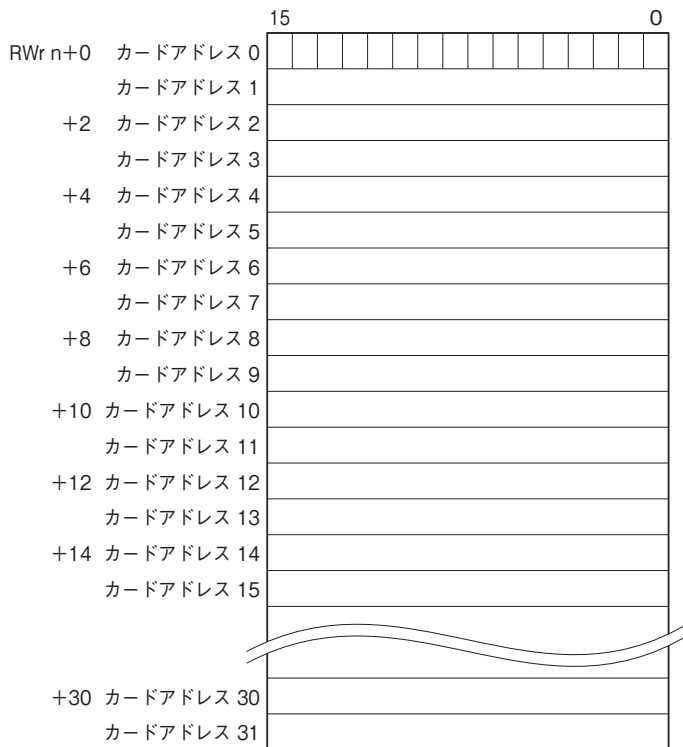 15 0
RWr n+0 カードアドレス 0
カードアドレス 1
+2 カードアドレス 2
カードアドレス 3
+4 カードアドレス 4
カードアドレス 5
+6 カードアドレス 6
カードアドレス 7
+8 カードアドレス 8
カードアドレス 9
+10 カードアドレス 10
カードアドレス 11
+12 カードアドレス 12
カードアドレス 13
+14 カードアドレス 14
カードアドレス 15
+30 カードアドレス 30
カードアドレス 31